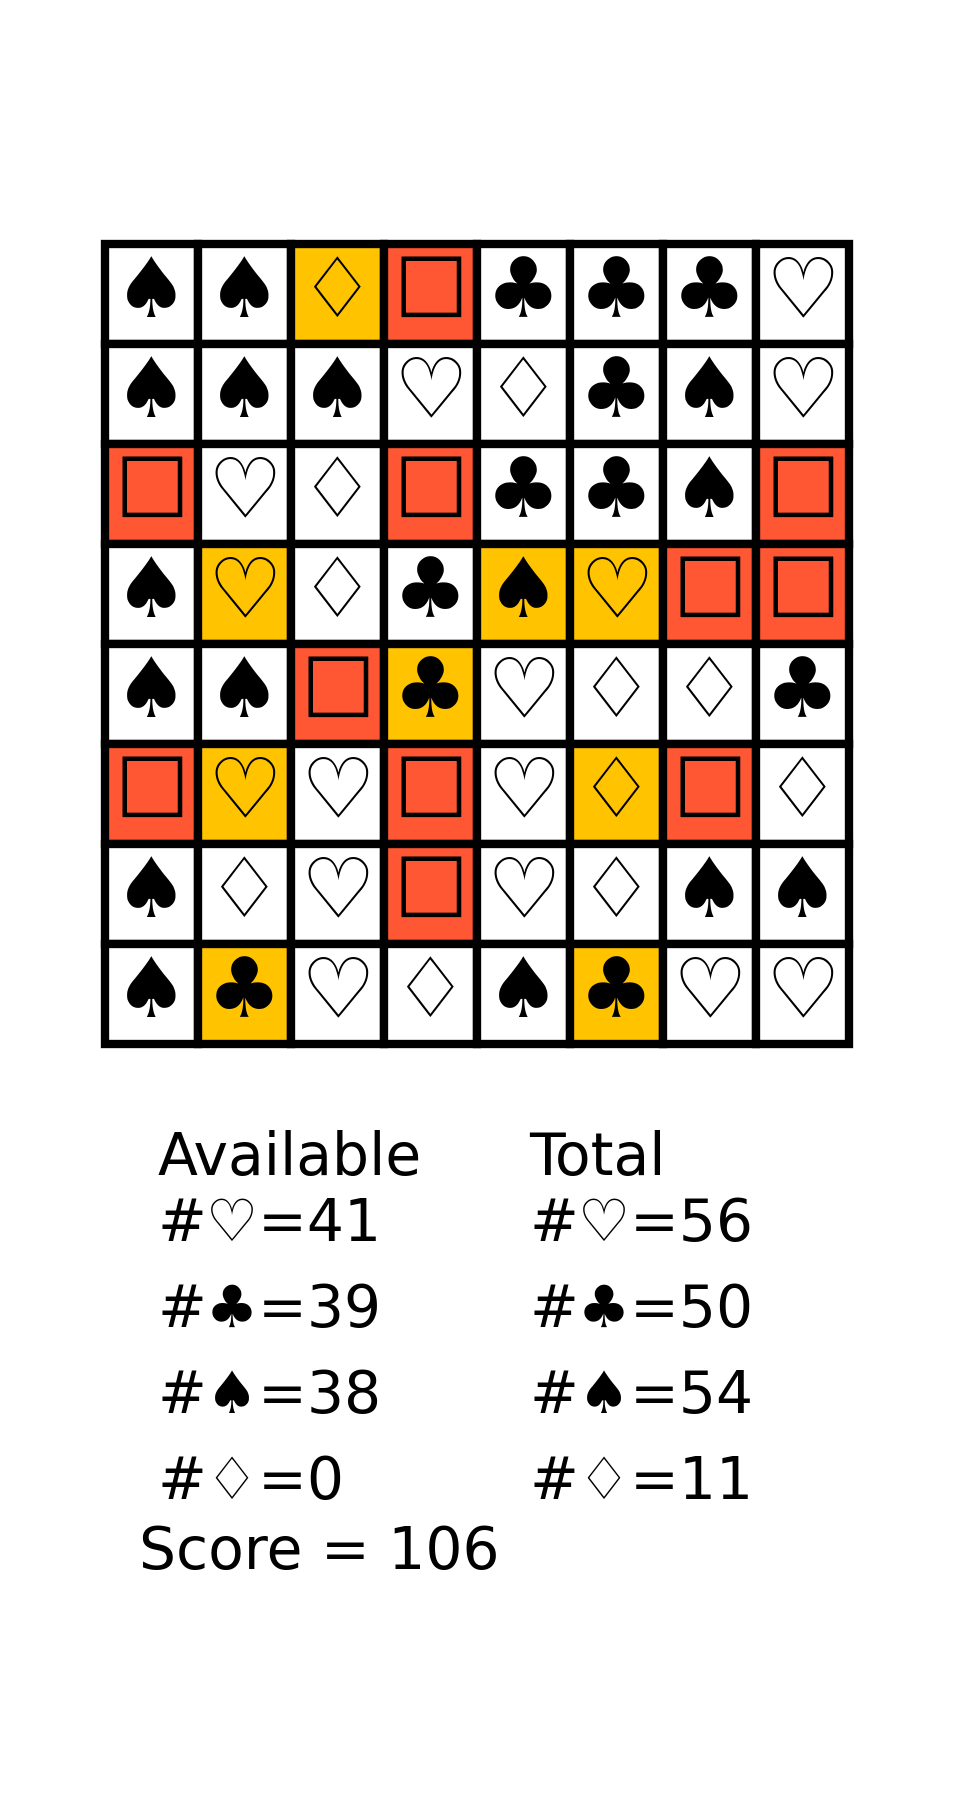 ♠ ♠ ♢ □ ♣ ♣ ♣ ♡
♠ ♠ ♠ ♡ ♢ ♣ ♠ ♡
□ ♡ ♢ □ ♣ ♣ ♠ □
♠ ♡ ♢ ♣ ♠ ♡ □ □
♠ ♠ □ ♣ ♡ ♢ ♢ ♣
□ ♡ ♡ □ ♡ ♢ □ ♢
♠ ♢ ♡ □ ♡ ♢ ♠ ♠
♠ ♣ ♡ ♢ ♠ ♣ ♡ ♡
Available Total
#♡=41 #♡=56
#♣=39 #♣=50
#♠=38 #♠=54
#♢=0 #♢=11
Score = 106